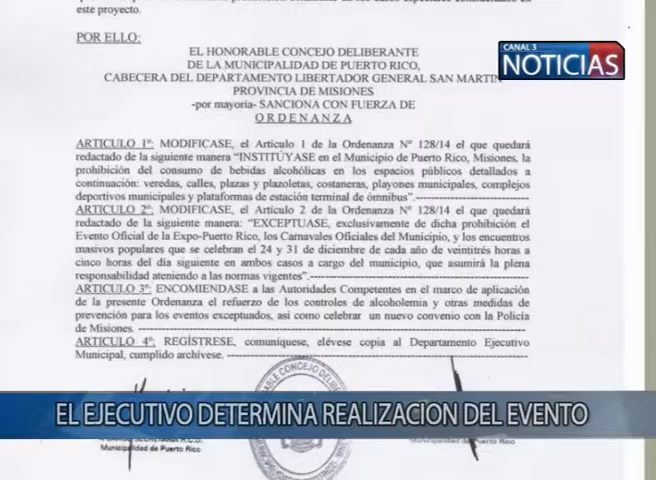 este proyecto.
POR ELLO:
EL HONORABLE CONCEJO DELIBERANTE
DE LA MUNICIPALIDAD DE PUERTO RICO,
CABECERA DEL DEPARTAMENTO LIBERTADOR GENERAL SAN MARTIN
PROVINCIA DE MISIONES
-por mayoría- SANCIONA CON FUERZA DE
O R D E N A N Z A
CANAL 3
NOTICIAS
ARTICULO 1º: MODIFICASE, el Artículo 1 de la Ordenanza Nº 128/14 el que quedará
redactado de la siguiente manera “INSTITÚYASE en el Municipio de Puerto Rico, Misiones, la
prohibición del consumo de bebidas alcohólicas en los espacios públicos detallados a
continuación: veredas, calles, plazas y plazoletas, costaneras, playones municipales, complejos
deportivos municipales y plataformas de estación terminal de ómnibus”.
ARTICULO 2º: MODIFICASE, el Artículo 2 de la Ordenanza Nº 128/14 el que quedará
redactado de la siguiente manera: “EXCEPTUASE, exclusivamente de dicha prohibición el
Evento Oficial de la Expo-Puerto Rico, los Carnavales Oficiales del Municipio, y los encuentros
masivos populares que se celebran el 24 y 31 de diciembre de cada año de veintitrés horas a
cinco horas del día siguiente en ambos casos a cargo del municipio, que asumirá la plena
responsabilidad ateniendo a las normas vigentes”.
ARTICULO 3º: ENCOMIENDASE a las Autoridades Competentes en el marco de aplicación
de la presente Ordenanza el refuerzo de los controles de alcoholemia y otras medidas de
prevención para los eventos exceptuados, así como celebrar un nuevo convenio con la Policía
de Misiones.
ARTICULO 4º: REGÍSTRESE, comuníquese, elévese copia al Departamento Ejecutivo
Municipal, cumplido archívese.
EL EJECUTIVO DETERMINA REALIZACION DEL EVENTO
Municipalidad de Puerto Rico
Municipalidad de Puerto Rico